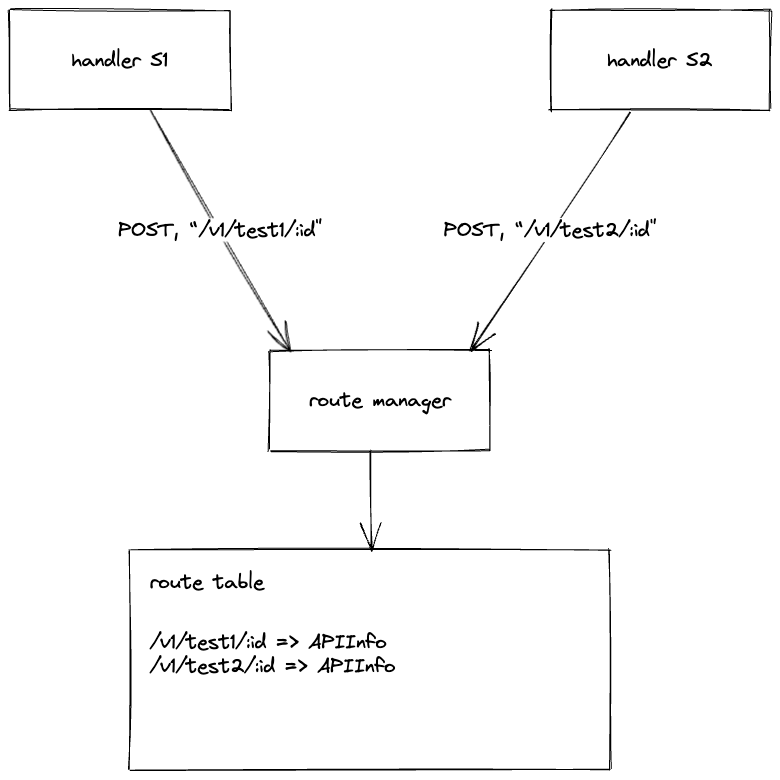 handler S1
handler S2
POST, "/v1/test1/:id"
POST, "/v1/test2/:id"
route manager
route table
/v1/test1/:id => APIInfo
/v1/test2/:id => APIInfo